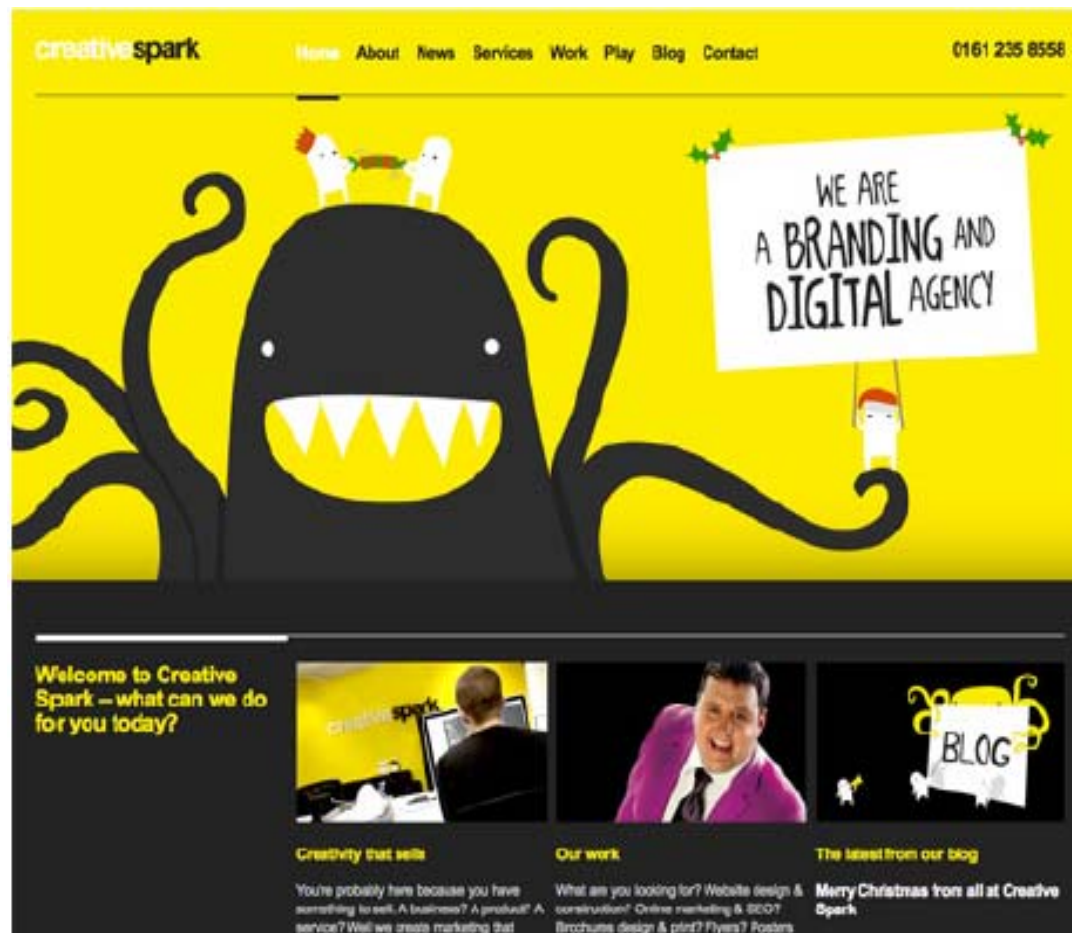 creativespark
Home About News Services Work Play Blog Contact
0161 235 8558
WE ARE
A BRANDING AND
DIGITAL AGENCY
Welcome to Creative
Spark – what can we do
for you today?
creativespark
BLOG
Creativity that sells
You're probably here because you have
something to sell. A business? A product? A
service? Well we create marketing that
Our work
What are you looking for? Website design &
construction? Online marketing & SEO?
Brochures design & print? Flyers? Posters
The latest from our blog
Merry Christmas from all at Creative
Spark